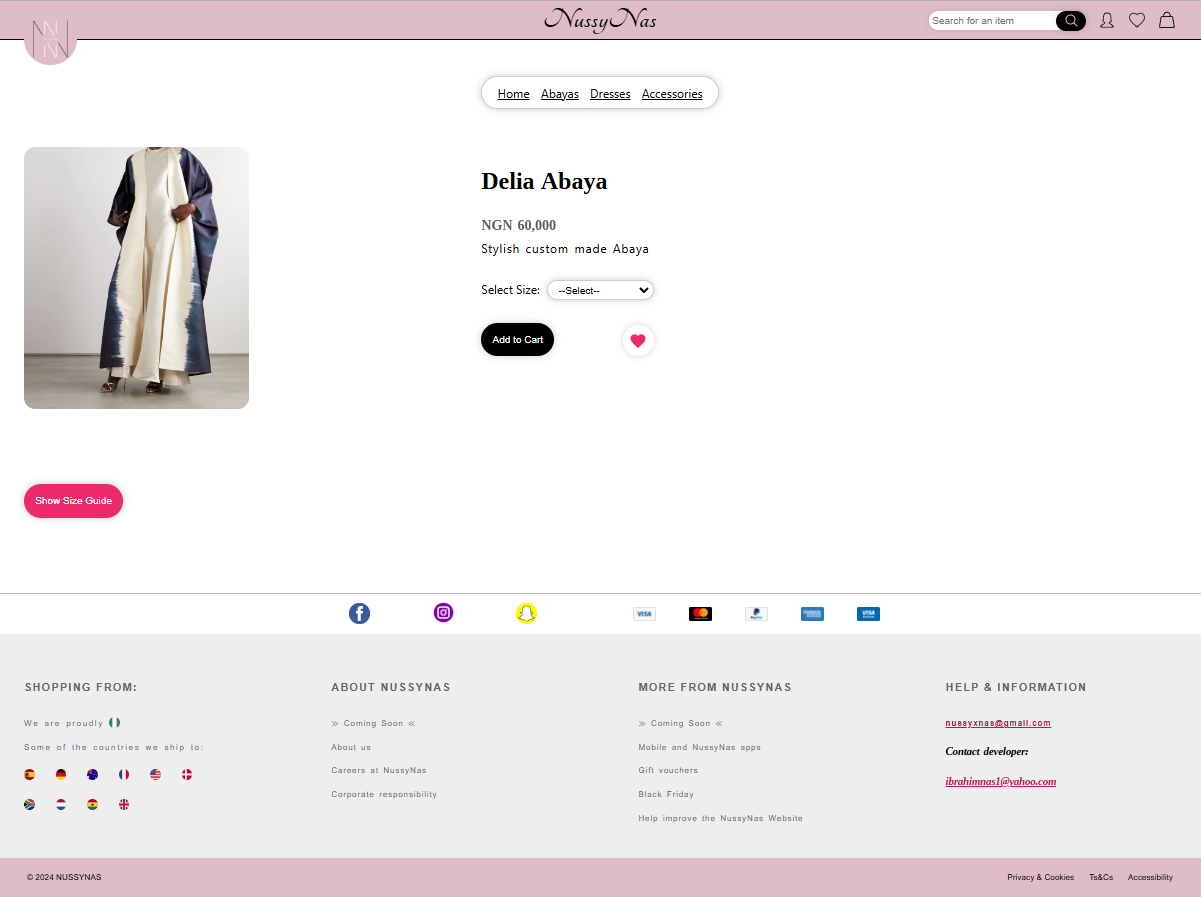 NussyNas
Search for an item
NN
NN
Home Abayas Dresses Accessories
Delia Abaya
NGN 60,000
Stylish custom made Abaya
Select Size: --Select--
Add to Cart
Show Size Guide
VISA
PayPal
VISA
SHOPPING FROM:
We are proudly
Some of the countries we ship to:
ABOUT NUSSYNAS
≫ Coming Soon ≪
About us
Careers at NussyNas
Corporate responsibility
MORE FROM NUSSYNAS
≫ Coming Soon ≪
Mobile and NussyNas apps
Gift vouchers
Black Friday
Help improve the NussyNas Website
HELP & INFORMATION
nussyxnas@gmail.com
Contact developer:
ibrahimnas1@yahoo.com
© 2024 NUSSYNAS
Privacy & Cookies Ts&Cs Accessibility